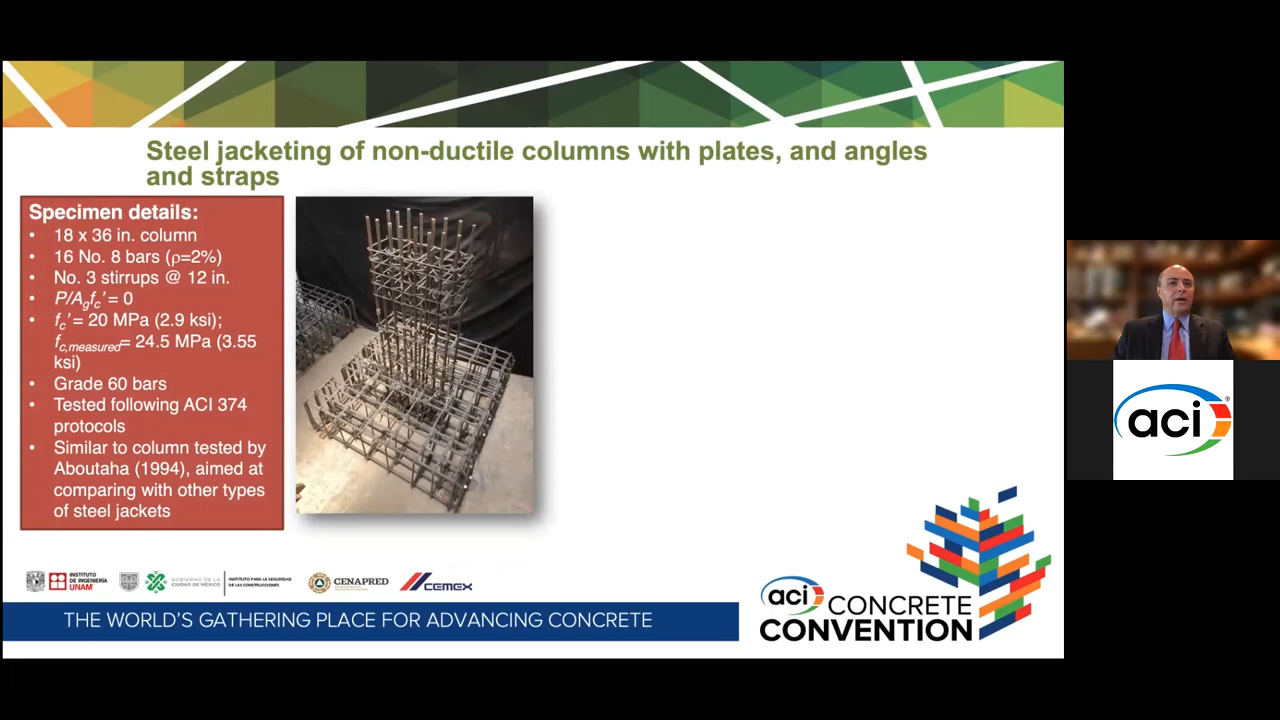 Steel jacketing of non-ductile columns with plates, and angles
and straps
Specimen details:
• 18 x 36 in. column
• 16 No. 8 bars (ρ=2%)
• No. 3 stirrups @ 12 in.
• P/Agfc' = 0
• fc' = 20 MPa (2.9 ksi);
fc,measured= 24.5 MPa (3.55
ksi)
• Grade 60 bars
• Tested following ACI 374
protocols
• Similar to column tested by
Aboutaha (1994), aimed at
comparing with other types
of steel jackets
INSTITUTO
DE INGENIERÍA
UNAM
GOBIERNO DE LA
CIUDAD DE MÉXICO
INSTITUTO PARA LA SEGURIDAD
DE LAS CONSTRUCCIONES
CENAPRED
CEMEX
THE WORLD'S GATHERING PLACE FOR ADVANCING CONCRETE
aci
CONCRETE
CONVENTION
aci®